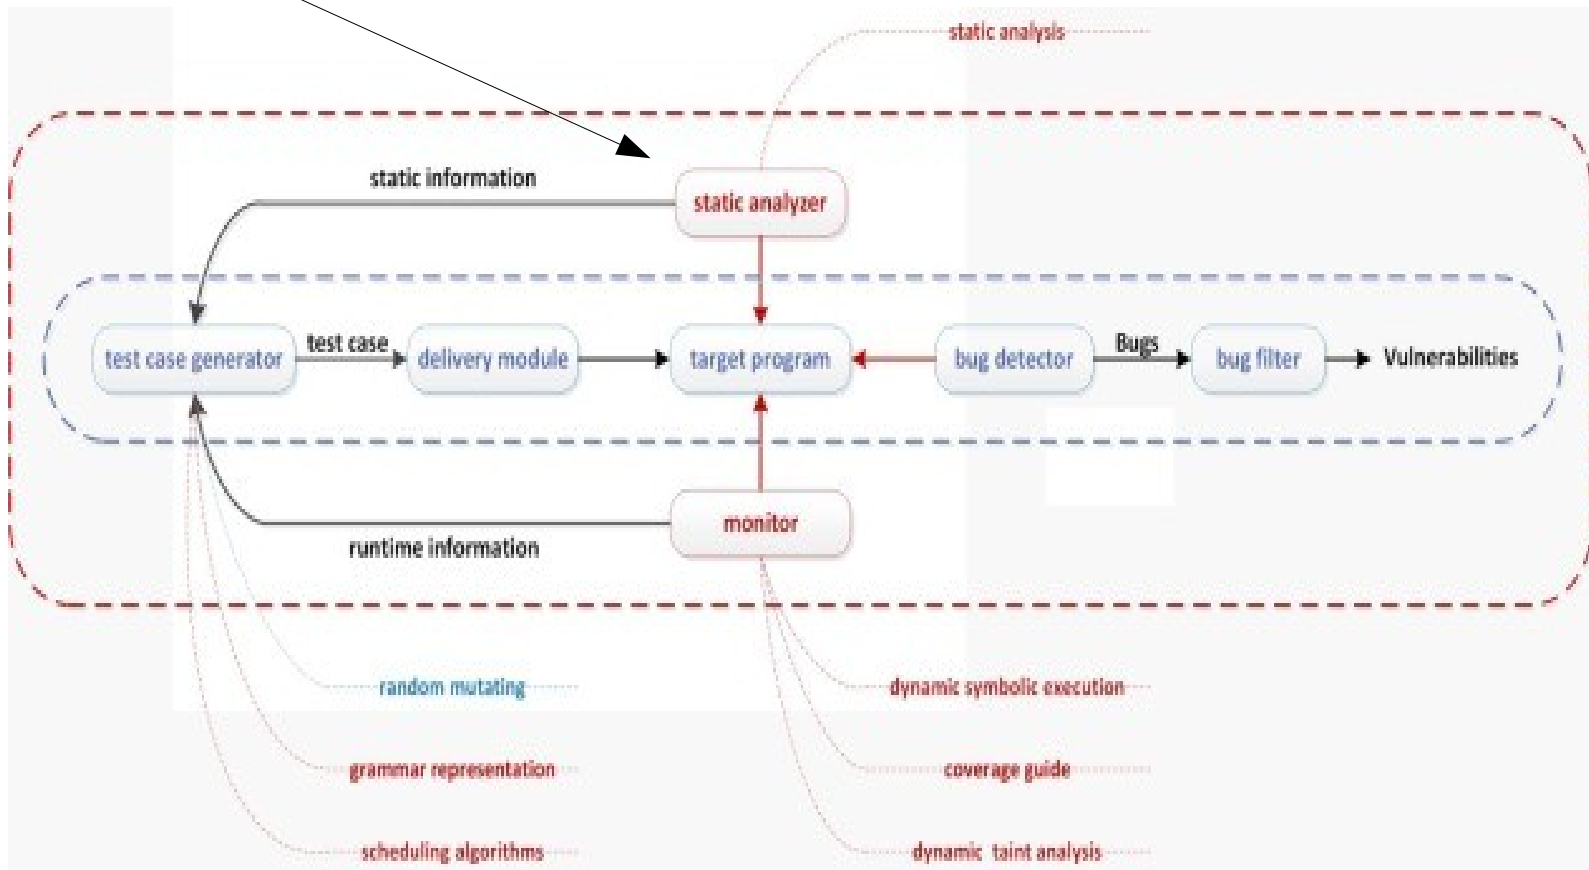 static analysis
static information
static analyzer
test case generator
test case
delivery module
target program
bug detector
Bugs
bug filter
Vulnerabilities
monitor
runtime information
random mutating
dynamic symbolic execution
grammar representation
coverage guide
scheduling algorithms
dynamic taint analysis